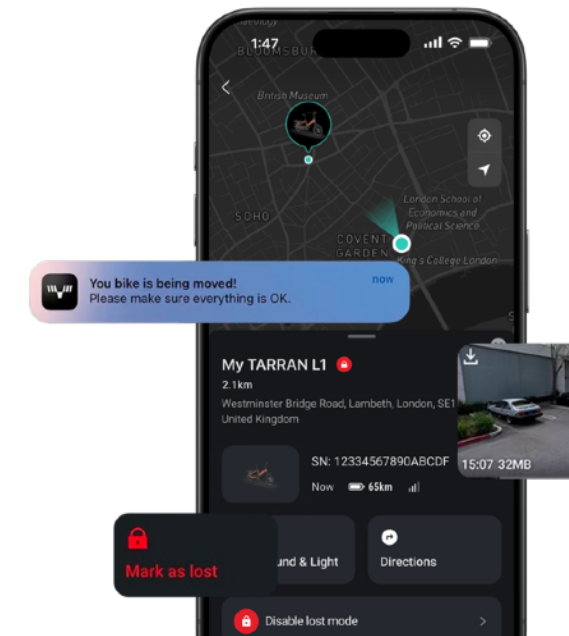 1:47
BLOOMSBUR
British Museum
London School of
Economics and
Political Science
SOHO
COVENT
GARDEN
King's College London
You bike is being moved!
now
Please make sure everything is OK.
My TARRAN L1
2.1km
Westminster Bridge Road, Lambeth, London, SE1
United Kingdom
SN: 12334567890ABCDF
15:07 32MB
Now 65km
Mark as lost
und & Light
Directions
Disable lost mode